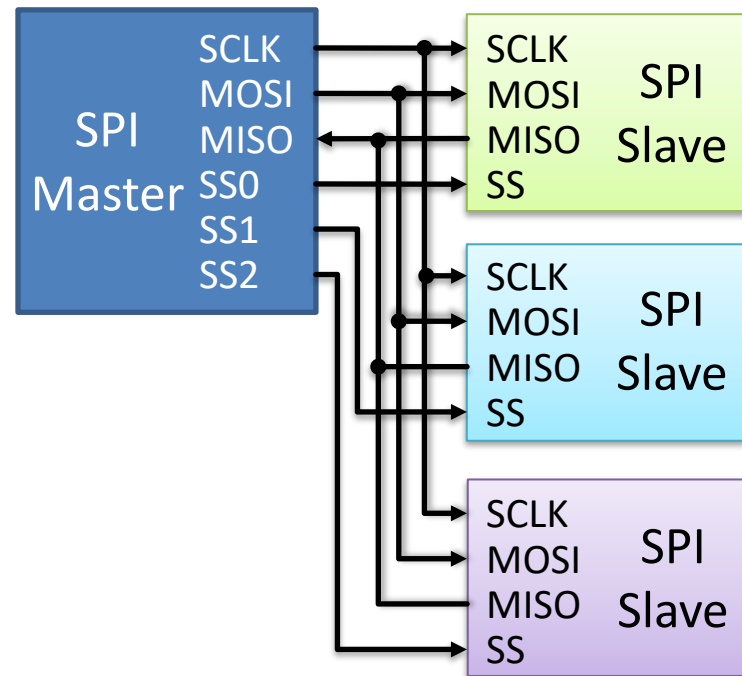 SPI
Master
SCLK
MOSI
MISO
SS0
SS1
SS2
SCLK
MOSI
MISO
SS
SPI
Slave
SCLK
MOSI
MISO
SS
SPI
Slave
SCLK
MOSI
MISO
SS
SPI
Slave